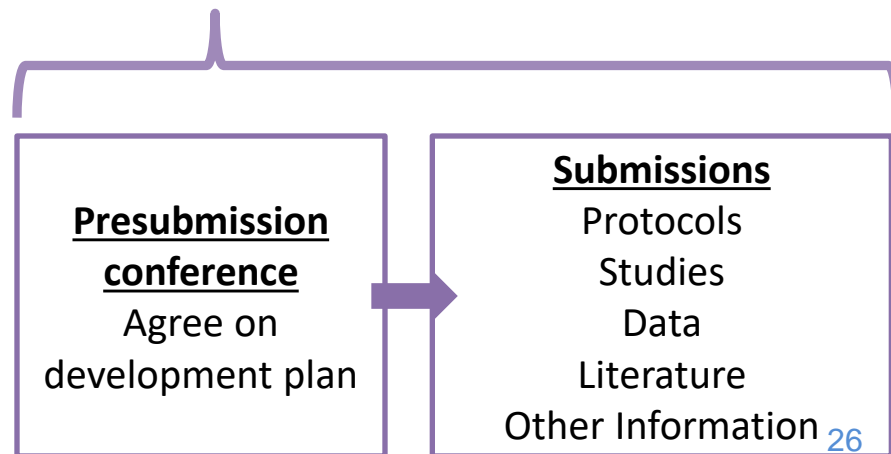 Presubmission
conference
Agree on
development plan
Submissions
Protocols
Studies
Data
Literature
Other Information
26